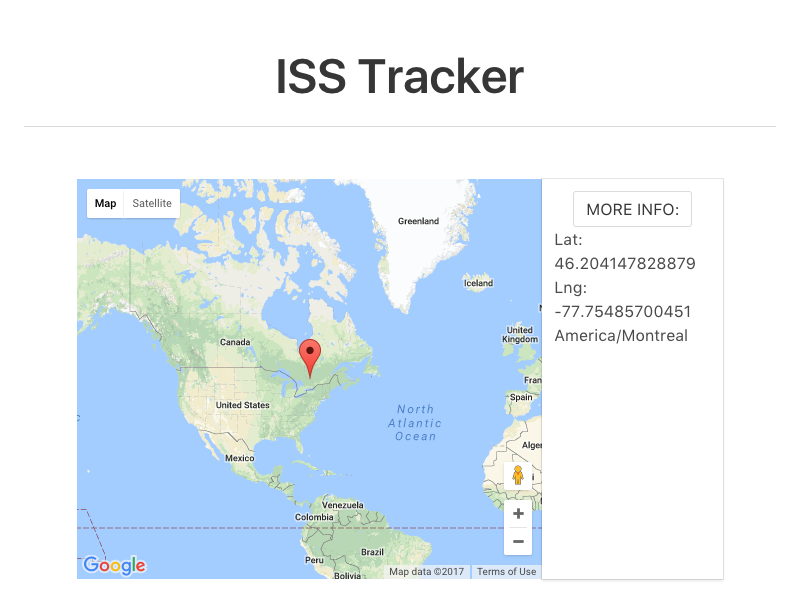 ISS Tracker
Map Satellite
Greenland
Iceland
United
Kingdom
Canada
Fran
Spain
United States
North
Atlantic
Ocean
Alger
Mexico
Venezuela
Colombia
Brazil
Peru
Bolivia
+
−
Google
Map data ©2017 Terms of Use
MORE INFO:
Lat:
46.204147828879
Lng:
-77.75485700451
America/Montreal